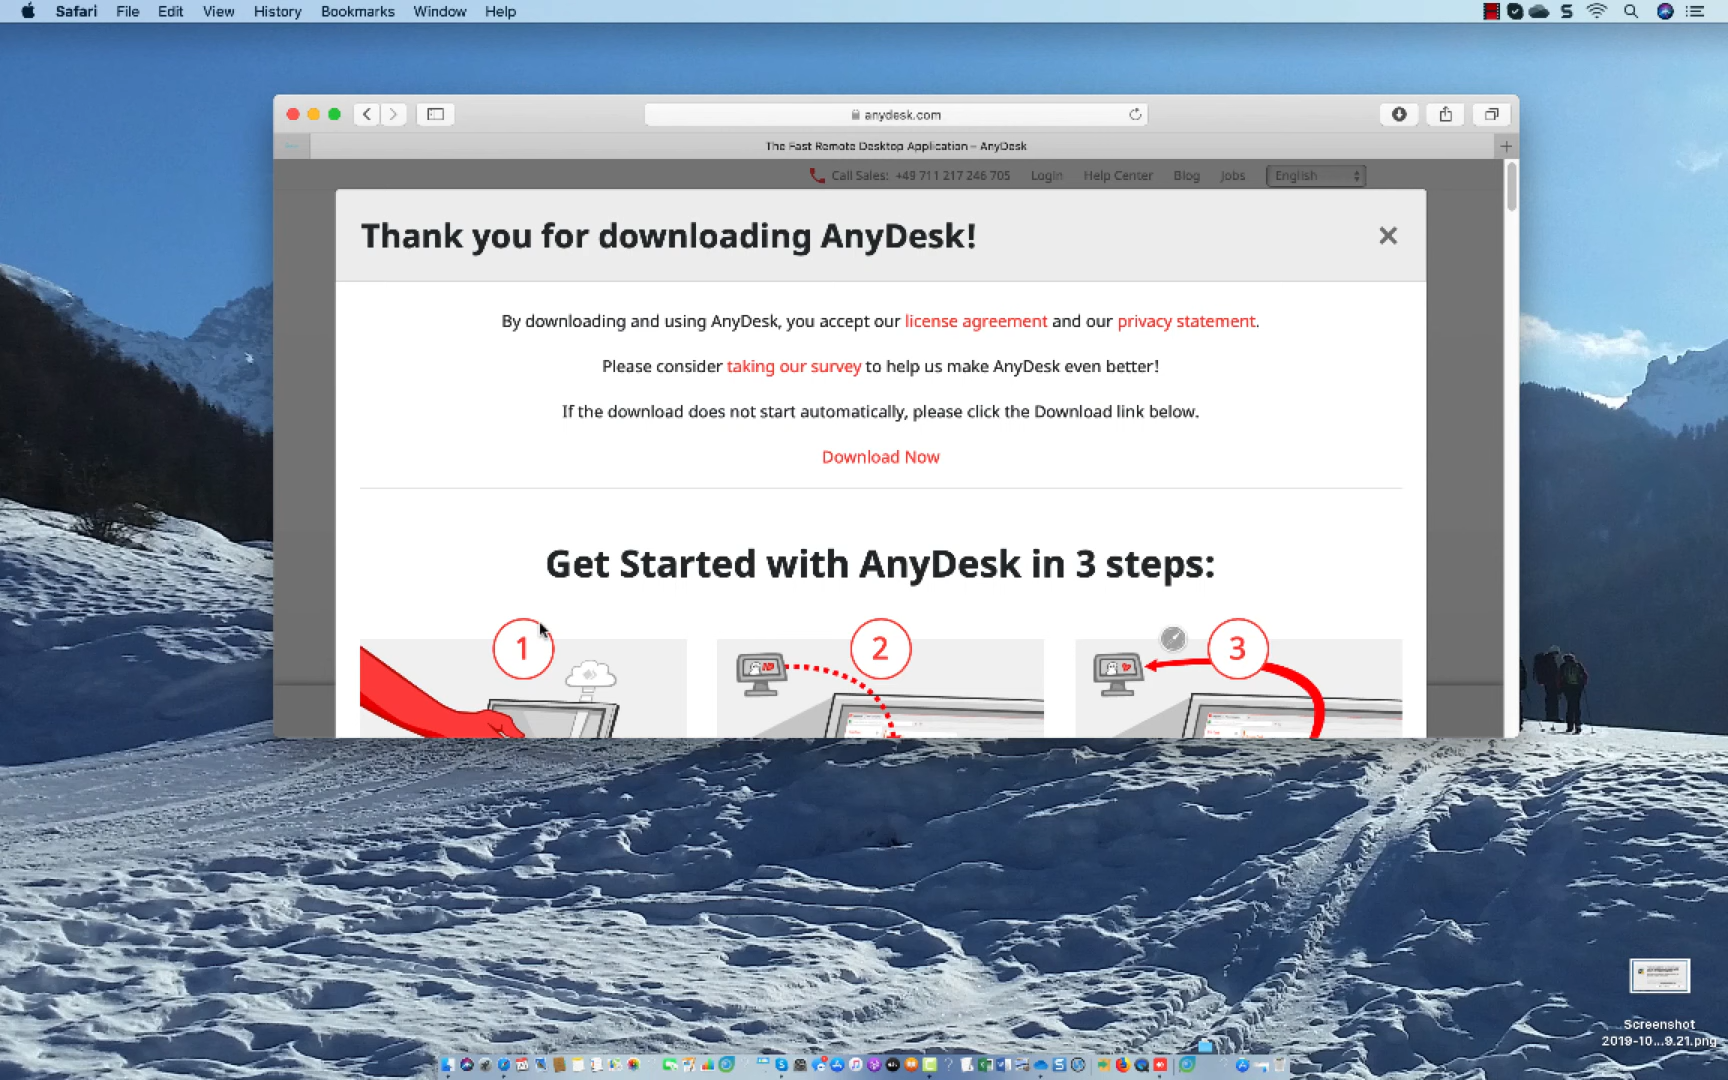 Safari File Edit View History Bookmarks Window Help
anydesk.com
The Fast Remote Desktop Application – AnyDesk
Call Sales: +49 711 217 246 705 Login Help Center Blog Jobs English
Thank you for downloading AnyDesk!
By downloading and using AnyDesk, you accept our license agreement and our privacy statement.
Please consider taking our survey to help us make AnyDesk even better!
If the download does not start automatically, please click the Download link below.
Download Now
Get Started with AnyDesk in 3 steps:
1 2 3
Screenshot
2019-10...9.21.png